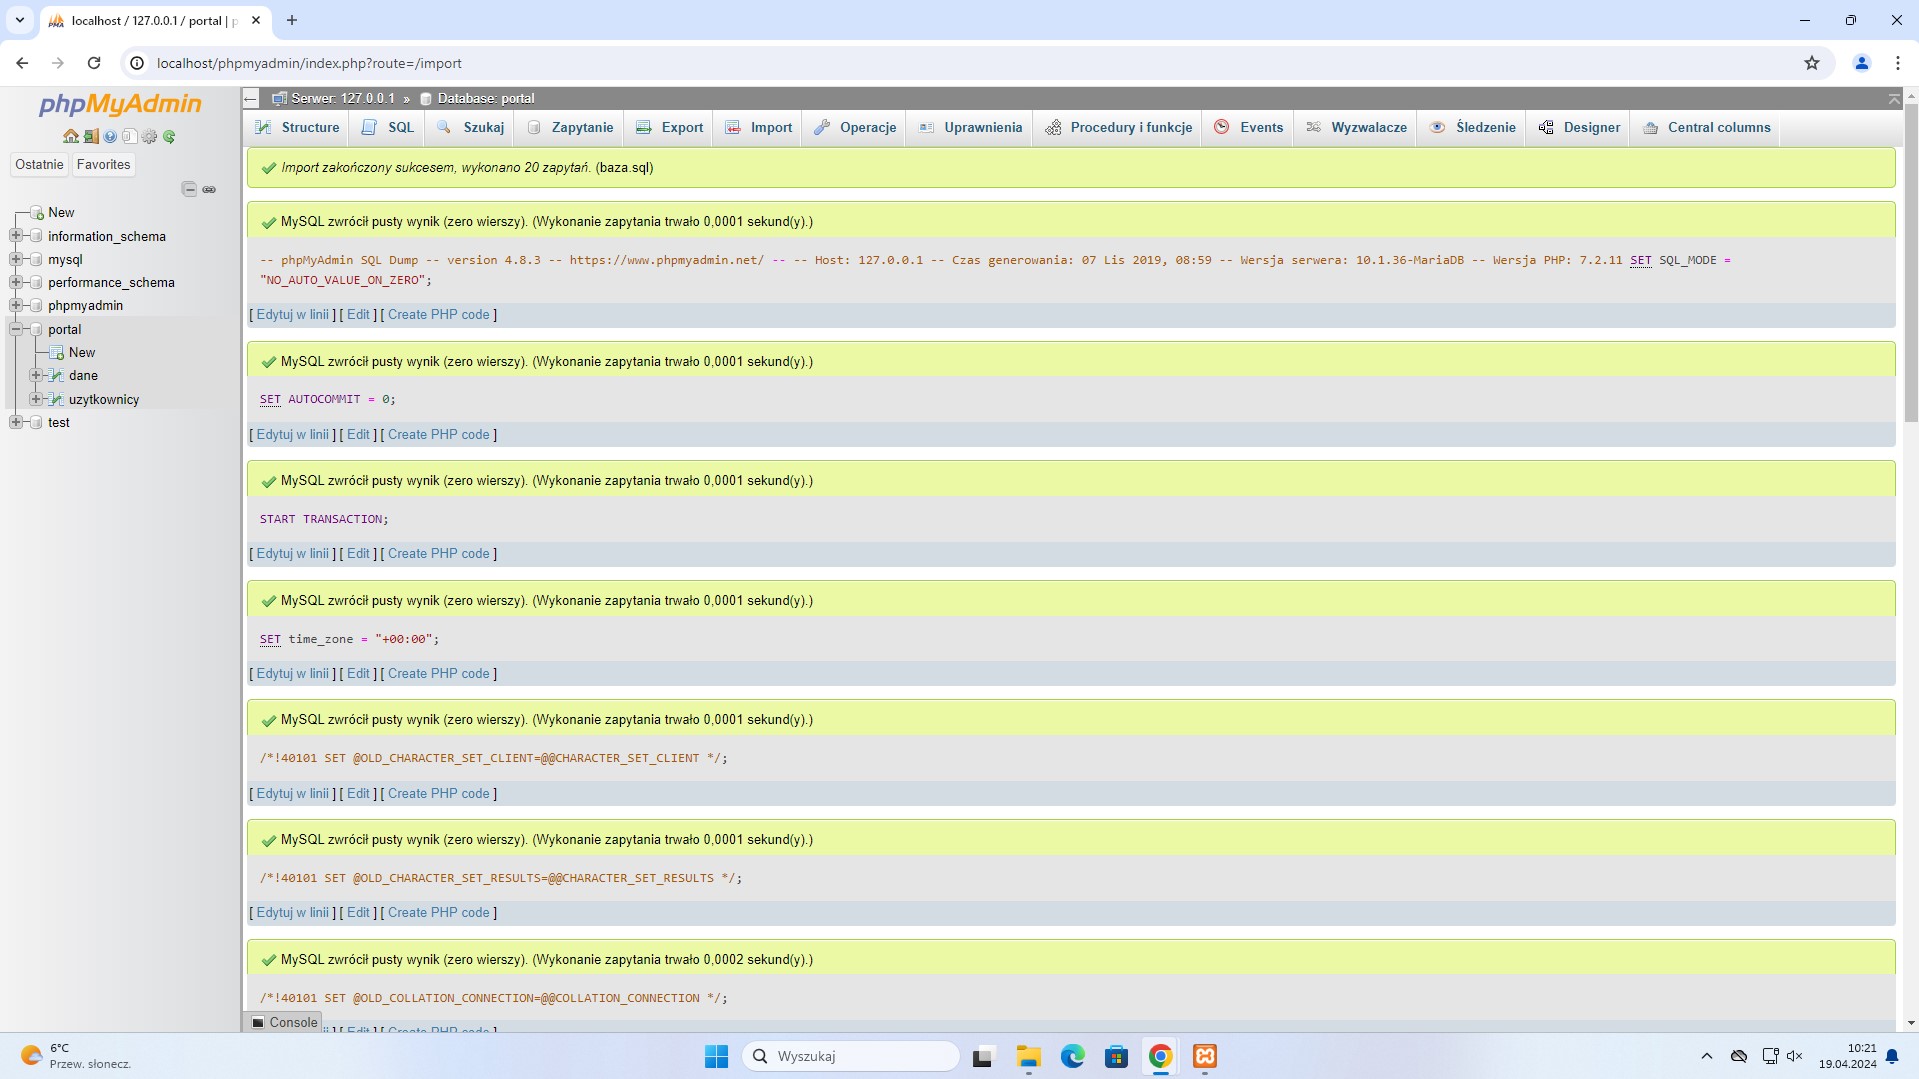 localhost / 127.0.0.1 / portal | p
localhost/phpmyadmin/index.php?route=/import
phpMyAdmin
Ostatnie Favorites
New
information_schema
mysql
performance_schema
phpmyadmin
portal
New
dane
uzytkownicy
test
Serwer: 127.0.0.1 » Database: portal
Structure SQL Szukaj Zapytanie Export Import Operacje Uprawnienia Procedury i funkcje Events Wyzwalacze Śledzenie Designer Central columns
Import zakończony sukcesem, wykonano 20 zapytań. (baza.sql)
MySQL zwrócił pusty wynik (zero wierszy). (Wykonanie zapytania trwało 0,0001 sekund(y).)
-- phpMyAdmin SQL Dump -- version 4.8.3 -- https://www.phpmyadmin.net/ -- -- Host: 127.0.0.1 -- Czas generowania: 07 Lis 2019, 08:59 -- Wersja serwera: 10.1.36-MariaDB -- Wersja PHP: 7.2.11 SET SQL_MODE =
"NO_AUTO_VALUE_ON_ZERO";
[ Edytuj w linii ] [ Edit ] [ Create PHP code ]
MySQL zwrócił pusty wynik (zero wierszy). (Wykonanie zapytania trwało 0,0001 sekund(y).)
SET AUTOCOMMIT = 0;
[ Edytuj w linii ] [ Edit ] [ Create PHP code ]
MySQL zwrócił pusty wynik (zero wierszy). (Wykonanie zapytania trwało 0,0001 sekund(y).)
START TRANSACTION;
[ Edytuj w linii ] [ Edit ] [ Create PHP code ]
MySQL zwrócił pusty wynik (zero wierszy). (Wykonanie zapytania trwało 0,0001 sekund(y).)
SET time_zone = "+00:00";
[ Edytuj w linii ] [ Edit ] [ Create PHP code ]
MySQL zwrócił pusty wynik (zero wierszy). (Wykonanie zapytania trwało 0,0001 sekund(y).)
/*!40101 SET @OLD_CHARACTER_SET_CLIENT=@@CHARACTER_SET_CLIENT */;
[ Edytuj w linii ] [ Edit ] [ Create PHP code ]
MySQL zwrócił pusty wynik (zero wierszy). (Wykonanie zapytania trwało 0,0001 sekund(y).)
/*!40101 SET @OLD_CHARACTER_SET_RESULTS=@@CHARACTER_SET_RESULTS */;
[ Edytuj w linii ] [ Edit ] [ Create PHP code ]
MySQL zwrócił pusty wynik (zero wierszy). (Wykonanie zapytania trwało 0,0002 sekund(y).)
/*!40101 SET @OLD_COLLATION_CONNECTION=@@COLLATION_CONNECTION */;
Console ] [ Edit ] [ Create PHP code ]
6°C
Przew. słonecz.
Wyszukaj
10:21
19.04.2024